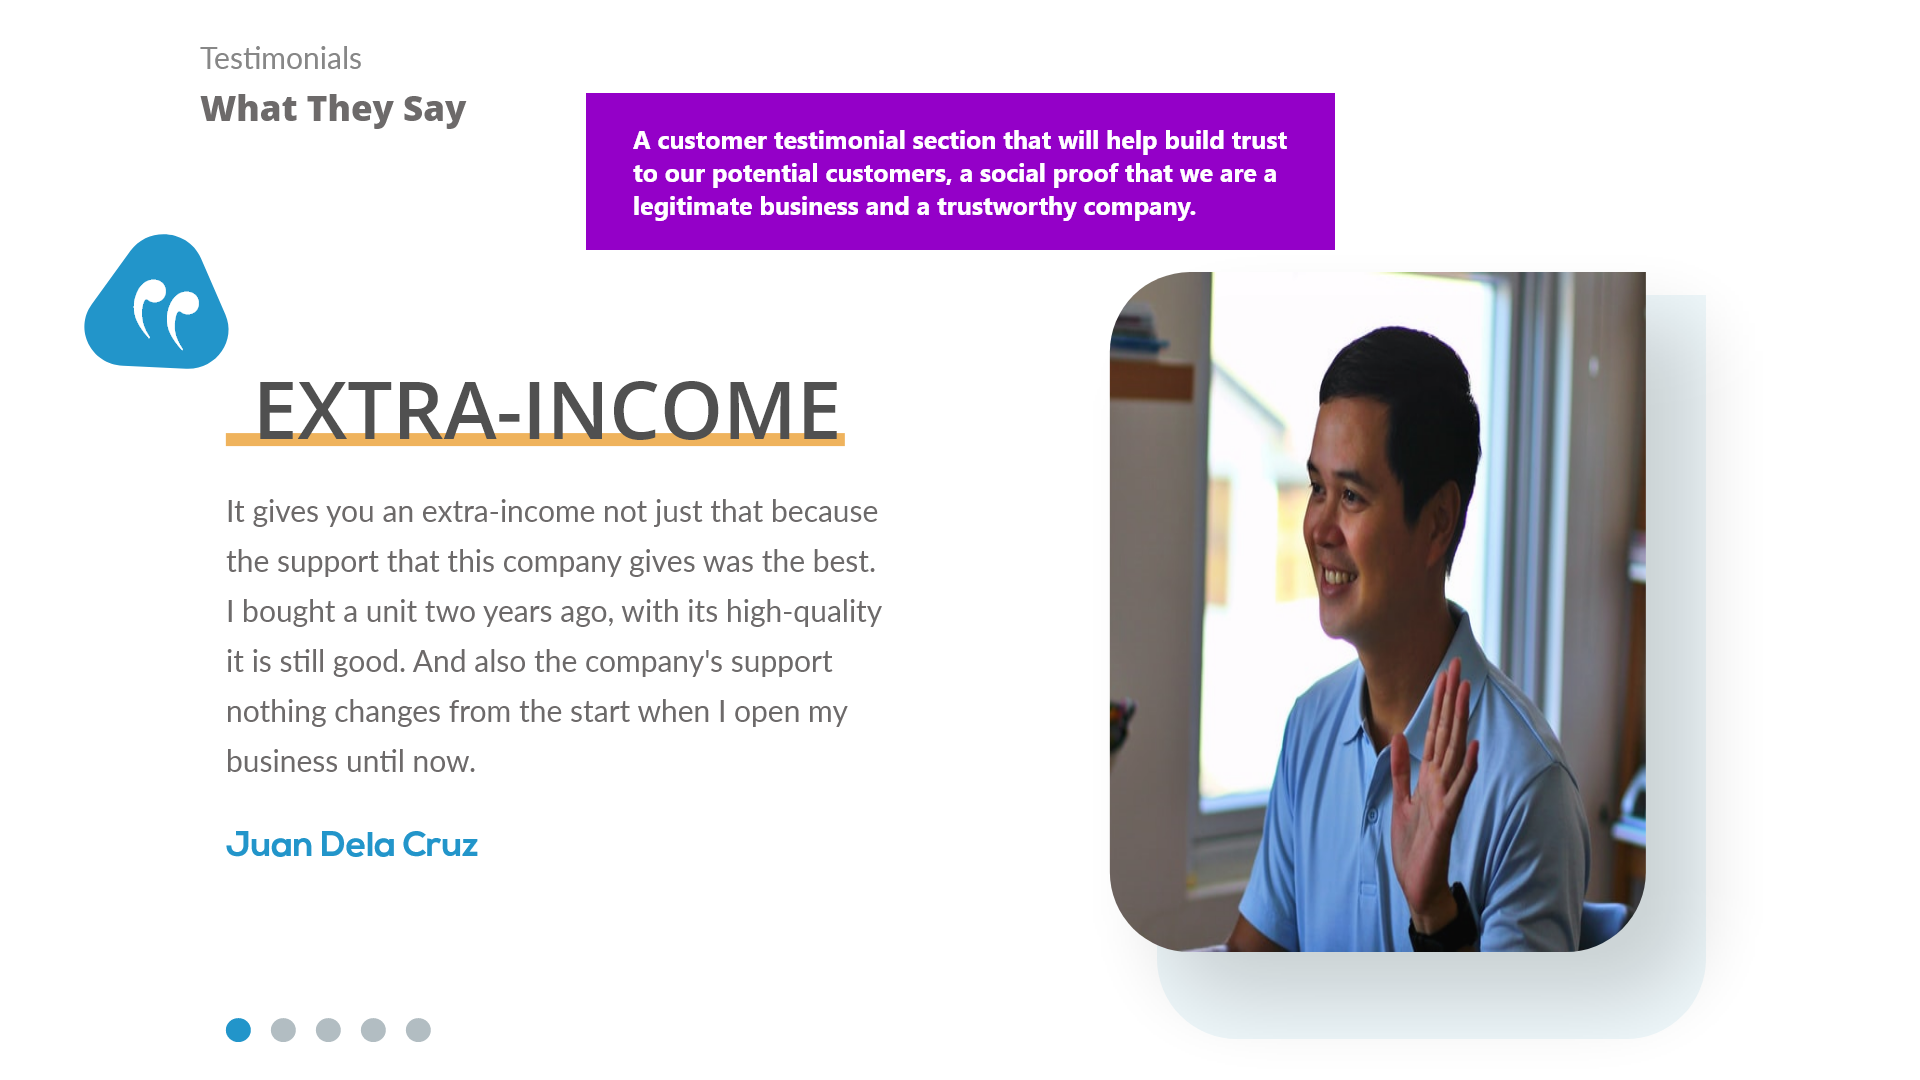 Testimonials
What They Say
A customer testimonial section that will help build trust
to our potential customers, a social proof that we are a
legitimate business and a trustworthy company.
EXTRA-INCOME
It gives you an extra-income not just that because
the support that this company gives was the best.
I bought a unit two years ago, with its high-quality
it is still good. And also the company's support
nothing changes from the start when I open my
business until now.
Juan Dela Cruz